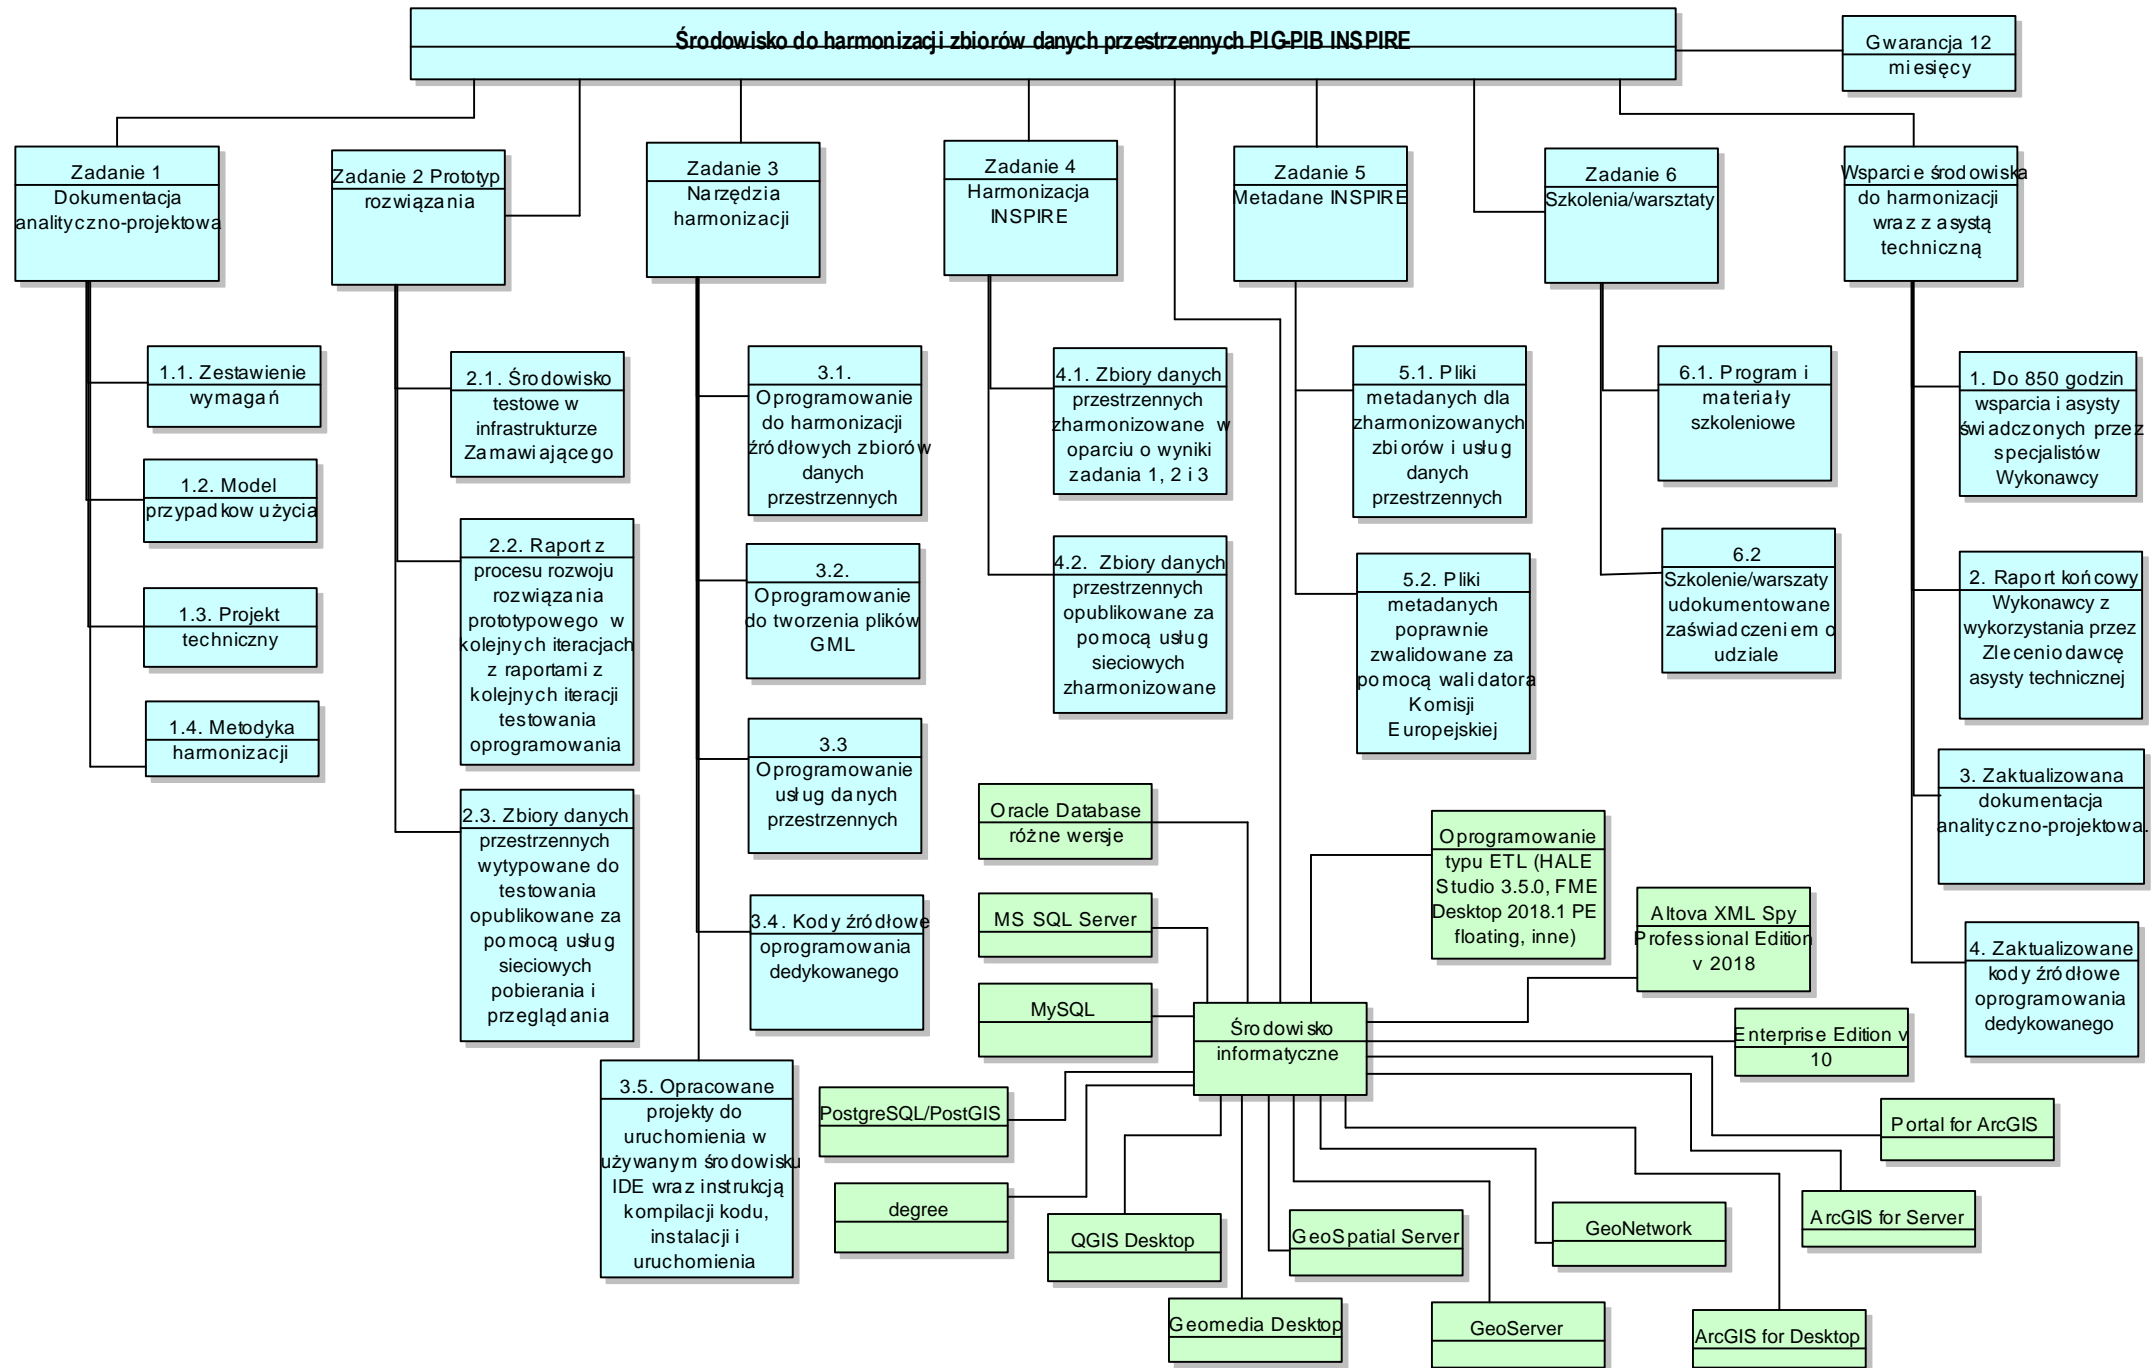 Środowisko do harmonizacji zbiorów danych przestrzennych PIG-PIB INSPIRE
Gwarancja 12
miesięcy
Zadanie 1
Dokumentacja
analityczno-projektowa
Zadanie 2 Prototyp
rozwiązania
Zadanie 3
Narzędzia
harmonizacji
Zadanie 4
Harmonizacja
INSPIRE
Zadanie 5
Metadane INSPIRE
Zadanie 6
Szkolenia/warsztaty
Wsparcie środowiska
do harmonizacji
wraz z asystą
techniczną
1.1. Zestawienie
wymagań
1.2. Model
przypadkow użycia
1.3. Projekt
techniczny
1.4. Metodyka
harmonizacji
2.1. Środowisko
testowe w
infrastrukturze
Zamawiającego
2.2. Raport z
procesu rozwoju
rozwiązania
prototypowego w
kolejnych iteracjach
z raportami z
kolejnych iteracji
testowania
oprogramowania
2.3. Zbiory danych
przestrzennych
wytypowane do
testowania
opublikowane za
pomocą usług
sieciowych
pobierania i
przeglądania
3.1.
Oprogramowanie
do harmonizacji
źródłowych zbiorów
danych
przestrzennych
3.2.
Oprogramowanie
do tworzenia plików
GML
3.3
Oprogramowanie
usług danych
przestrzennych
3.4. Kody źródłowe
oprogramowania
dedykowanego
3.5. Opracowane
projekty do
uruchomienia w
używanym środowisku
IDE wraz instrukcją
kompilacji kodu,
instalacji i
uruchomienia
4.1. Zbiory danych
przestrzennych
zharmonizowane w
oparciu o wyniki
zadania 1, 2 i 3
4.2. Zbiory danych
przestrzennych
opublikowane za
pomocą usług
sieciowych
zharmonizowane
5.1. Pliki
metadanych dla
zharmonizowanych
zbiorów i usług
danych
przestrzennych
5.2. Pliki
metadanych
poprawnie
zwalidowane za
pomocą walidatora
Komisji
Europejskiej
6.1. Program i
materiały
szkoleniowe
6.2
Szkolenie/warszaty
udokumentowane
zaświadczeniem o
udziale
1. Do 850 godzin
wsparcia i asysty
świadczonych przez
specjalistów
Wykonawcy
2. Raport końcowy
Wykonawcy z
wykorzystania przez
Zleceniodawcę
asysty technicznej
3. Zaktualizowana
dokumentacja
analityczno-projektowa.
4. Zaktualizowane
kody źródłowe
oprogramowania
dedykowanego
Oracle Database
różne wersje
MS SQL Server
MySQL
PostgreSQL/PostGIS
degree
Środowisko
informatyczne
Oprogramowanie
typu ETL (HALE
Studio 3.5.0, FME
Desktop 2018.1 PE
floating, inne)
Altova XML Spy
Professional Edition
v 2018
Enterprise Edition v
10
Portal for ArcGIS
ArcGIS for Server
QGIS Desktop
GeoSpatial Server
GeoNetwork
Geomedia Desktop
GeoServer
ArcGIS for Desktop